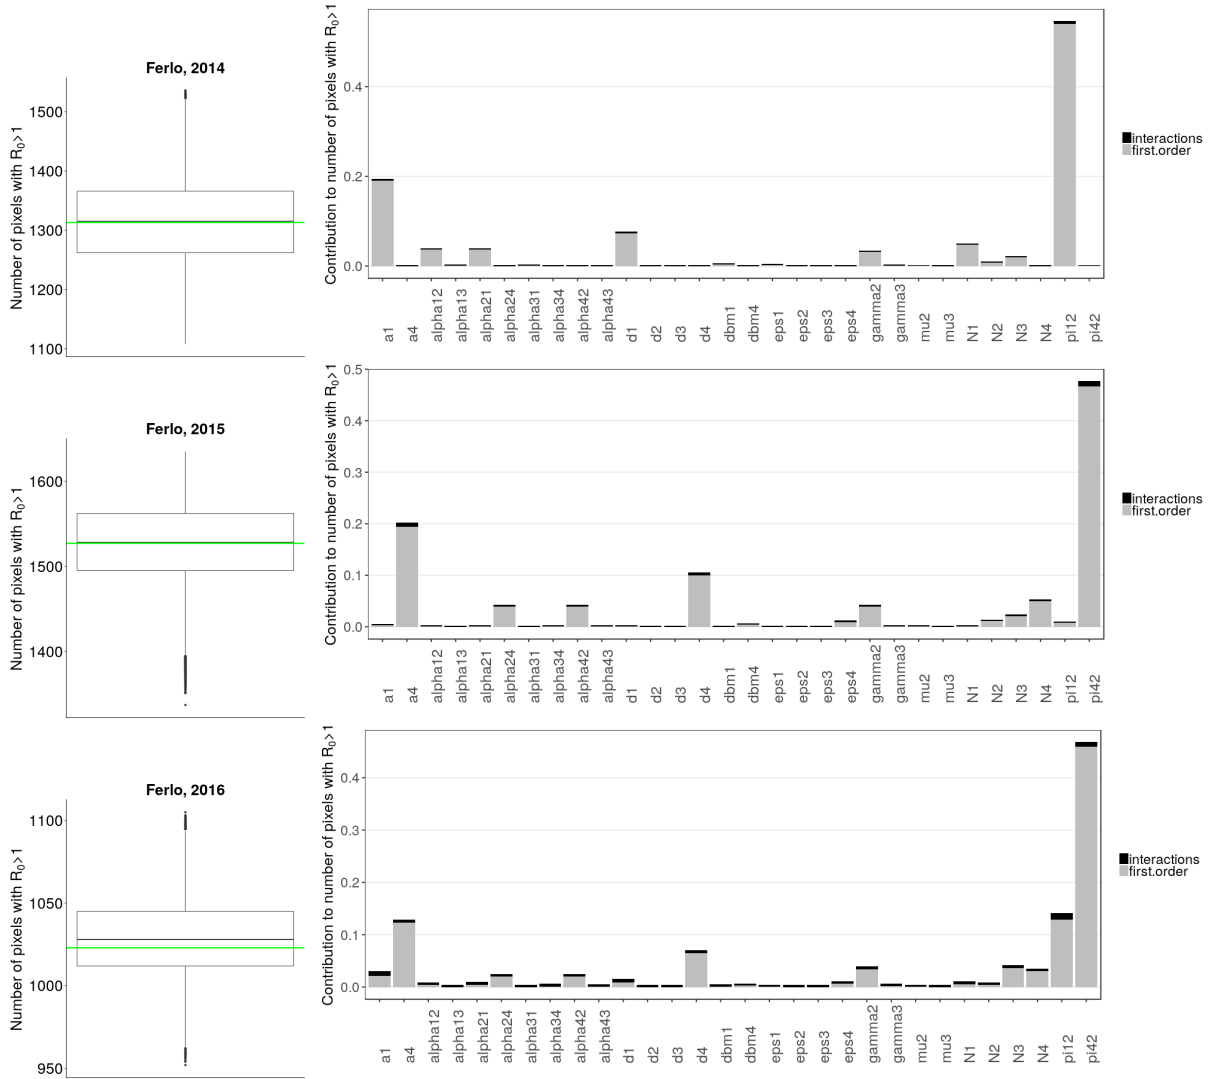 Ferlo, 2014
Number of pixels with R0>1
1500
1400
1300
1200
1100
Contribution to number of pixels with R0>1
0.4
0.2
0.0
a1 a4 alpha12 alpha13 alpha21 alpha24 alpha31 alpha34 alpha42 alpha43 d1 d2 d3 d4 dbm1 dbm4 eps1 eps2 eps3 eps4 gamma2 gamma3 mu2 mu3 N1 N2 N3 N4 pi12 pi42
interactions
first.order
Ferlo, 2015
Number of pixels with R0>1
1600
1500
1400
Contribution to number of pixels with R0>1
0.5
0.4
0.3
0.2
0.1
0.0
a1 a4 alpha12 alpha13 alpha21 alpha24 alpha31 alpha34 alpha42 alpha43 d1 d2 d3 d4 dbm1 dbm4 eps1 eps2 eps3 eps4 gamma2 gamma3 mu2 mu3 N1 N2 N3 N4 pi12 pi42
interactions
first.order
Ferlo, 2016
Number of pixels with R0>1
1100
1050
1000
950
Contribution to number of pixels with R0>1
0.4
0.3
0.2
0.1
0.0
a1 a4 alpha12 alpha13 alpha21 alpha24 alpha31 alpha34 alpha42 alpha43 d1 d2 d3 d4 dbm1 dbm4 eps1 eps2 eps3 eps4 gamma2 gamma3 mu2 mu3 N1 N2 N3 N4 pi12 pi42
interactions
first.order